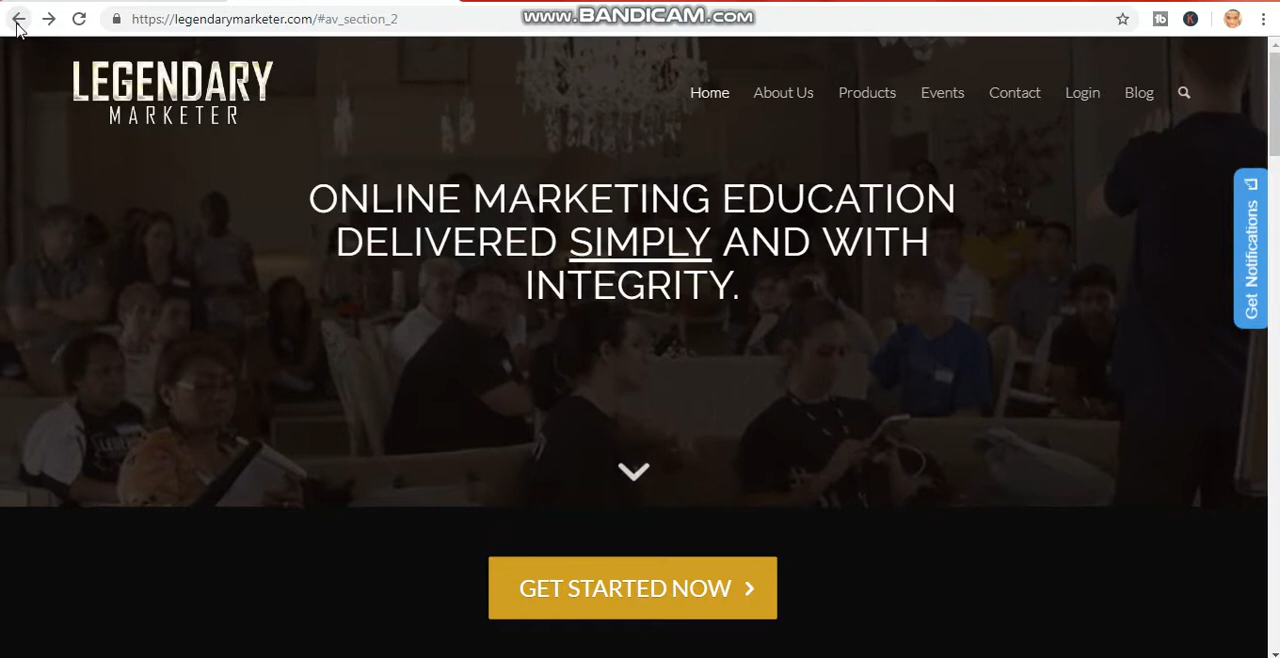 https://legendarymarketer.com/#av_section_2
www.BANDICAM.com
tb
K
LEGENDARY
MARKETER
Home About Us Products Events Contact Login Blog
ONLINE MARKETING EDUCATION
DELIVERED SIMPLY AND WITH
INTEGRITY.
Get Notifications
GET STARTED NOW